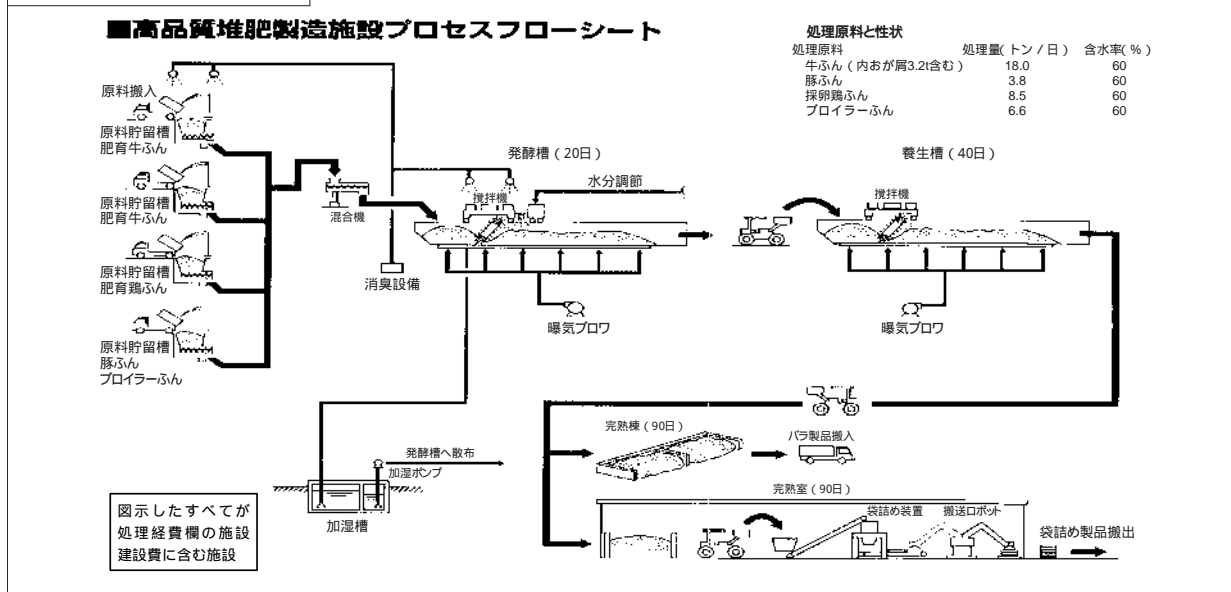 ■高品質堆肥製造施設プロセスフローシート
処理原料と性状
処理原料 処理量(トン/日) 含水率(%)
牛ふん(内おが屑3.2t含む) 18.0 60
豚ふん 3.8 60
採卵鶏ふん 8.5 60
ブロイラーふん 6.6 60
原料搬入
原料貯留槽
肥育牛ふん
原料貯留槽
肥育牛ふん
原料貯留槽
肥育鶏ふん
原料貯留槽
豚ふん
ブロイラーふん
混合機
消臭設備
発酵槽(20日)
水分調節
撹拌機
曝気ブロワ
養生槽(40日)
撹拌機
曝気ブロワ
完熟棟(90日)
バラ製品搬入
発酵槽へ散布
加湿ポンプ
加湿槽
完熟室(90日)
袋詰め装置
搬送ロボット
袋詰め製品搬出
図示したすべてが
処理経費欄の施設
建設費に含む施設